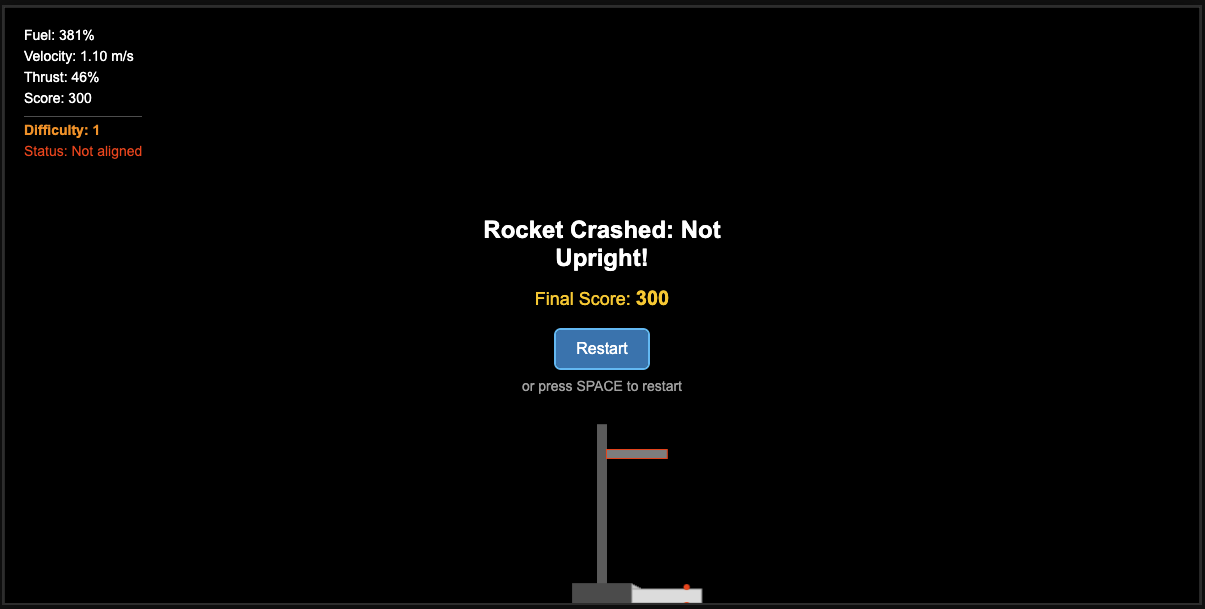 Fuel: 381%
Velocity: 1.10 m/s
Thrust: 46%
Score: 300
Difficulty: 1
Status: Not aligned
Rocket Crashed: Not
Upright!
Final Score: 300
Restart
or press SPACE to restart